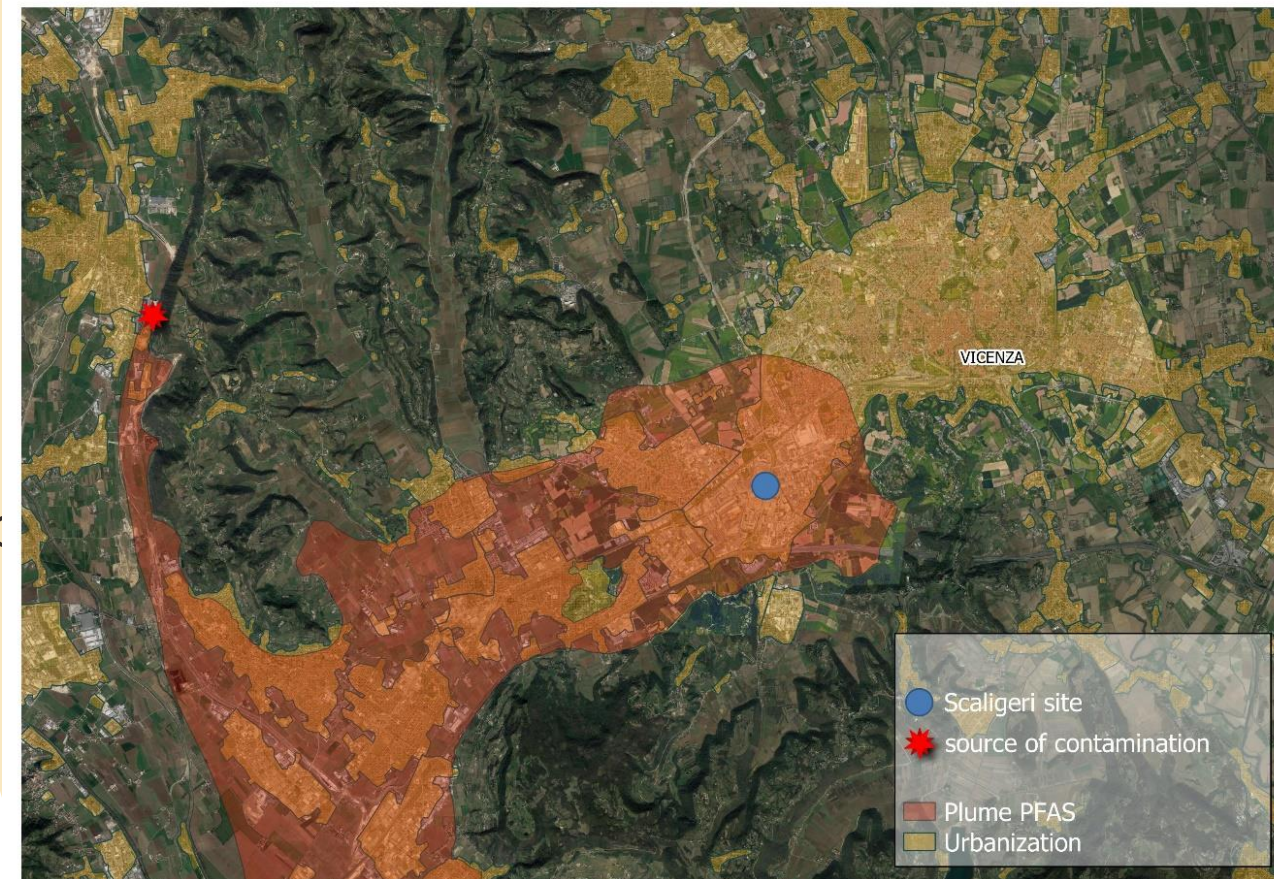 VICENZA
Scaligeri site
source of contamination
Plume PFAS
Urbanization